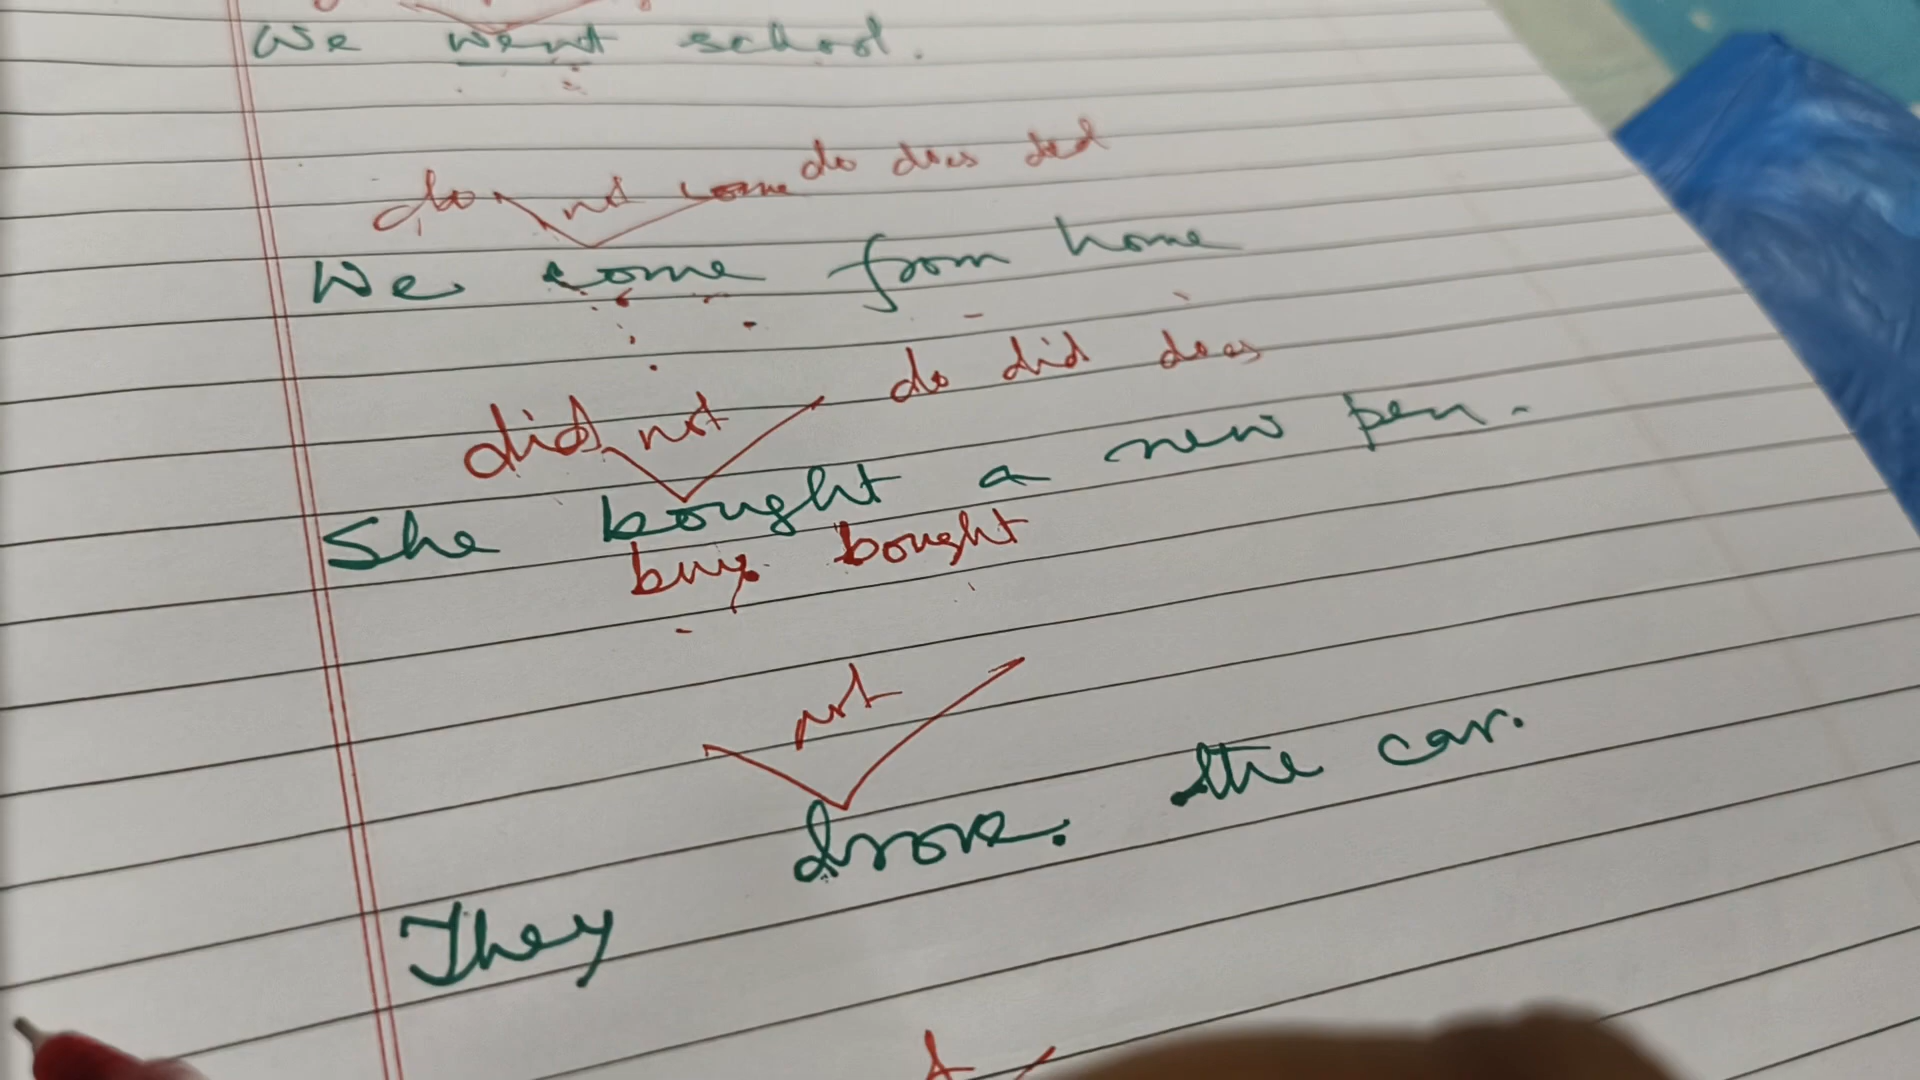 We went school.
do not come do does did
We come from home
did not do did does
She bought a new pen.
buy bought
not
They drove. the car.